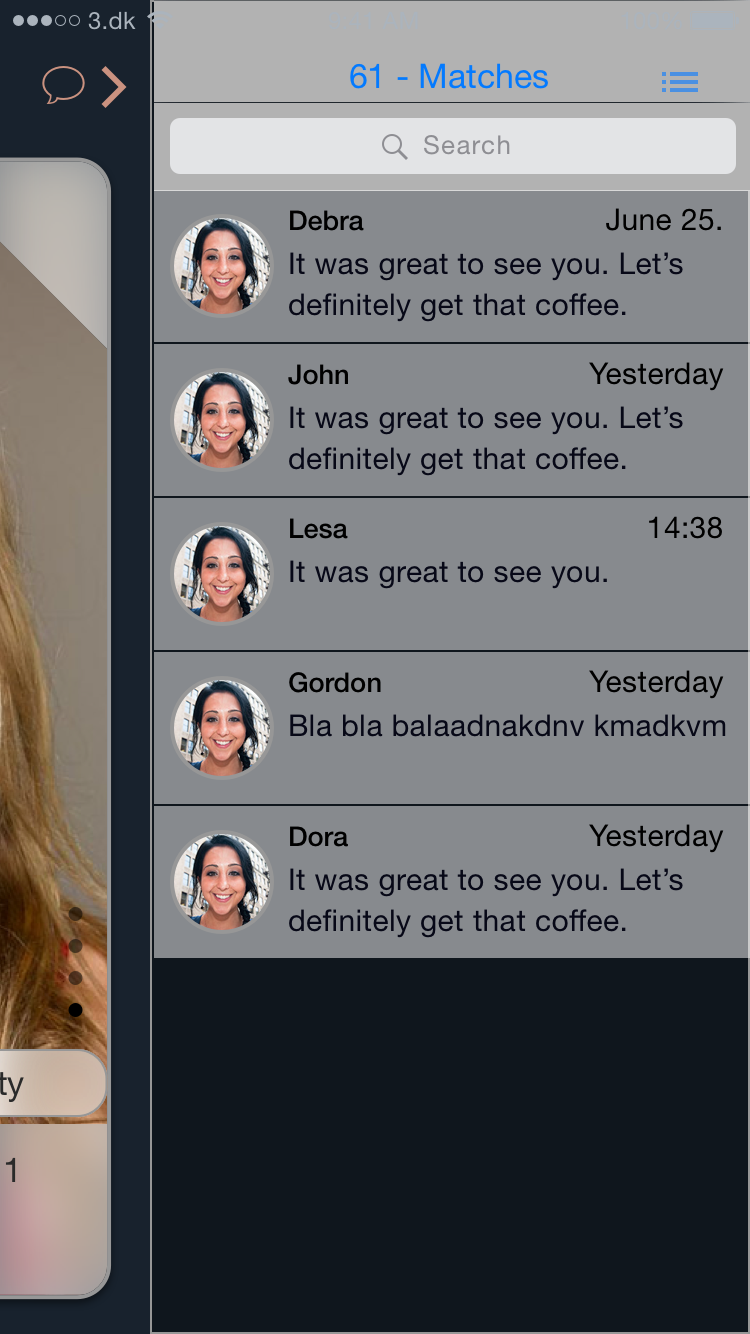 3.dk
61 - Matches
Search
Debra
June 25.
It was great to see you. Let’s
definitely get that coffee.
John
Yesterday
It was great to see you. Let’s
definitely get that coffee.
Lesa
14:38
It was great to see you.
Gordon
Yesterday
Bla bla balaadnakdnv kmadkvm
Dora
Yesterday
It was great to see you. Let’s
definitely get that coffee.
ty
1